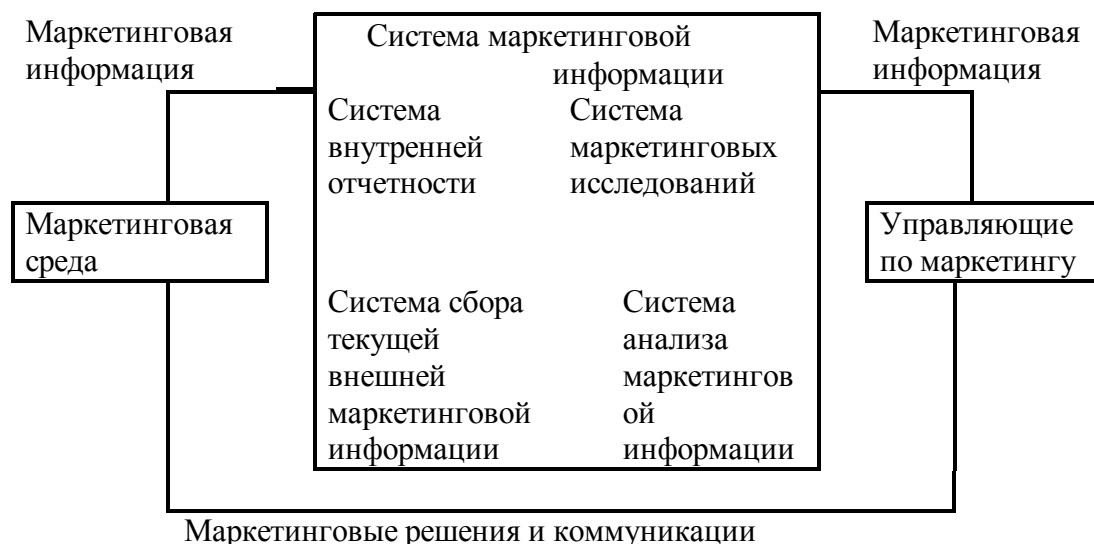 Маркетинговая
информация
Система маркетинговой
информации
Маркетинговая
информация
Система
внутренней
отчетности
Система
маркетинговых
исследований
Маркетинговая
среда
Управляющие
по маркетингу
Система сбора
текущей
внешней
маркетинговой
информации
Система
анализа
маркетингов
ой
информации
Маркетинговые решения и коммуникации